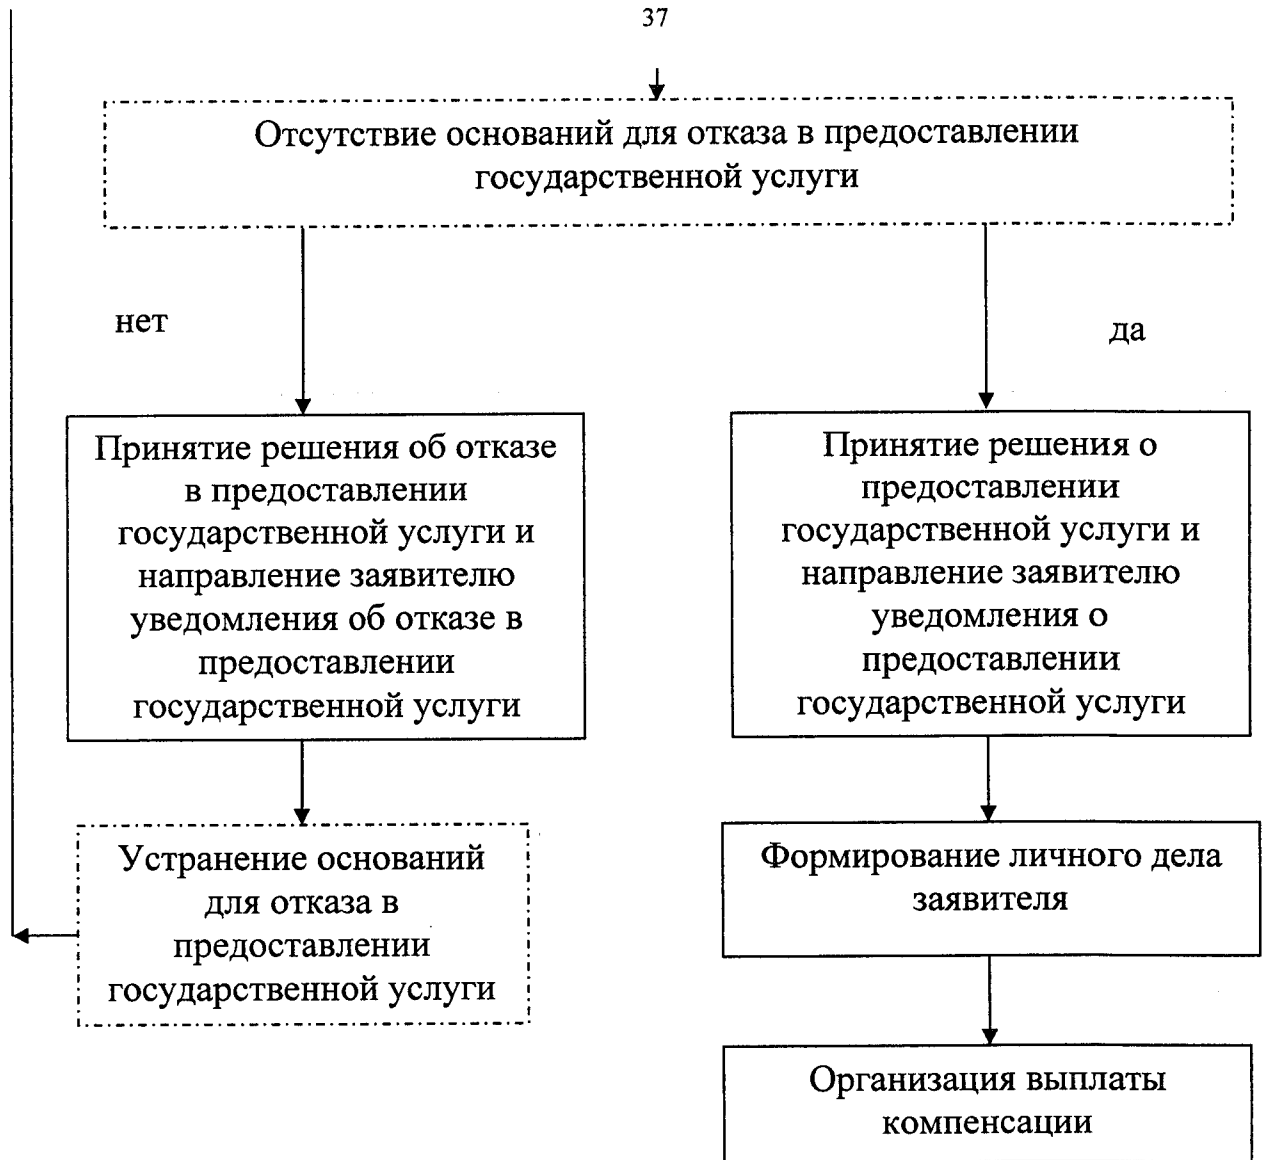 37
Отсутствие оснований для отказа в предоставлении
государственной услуги
нет
да
Принятие решения об отказе
в предоставлении
государственной услуги и
направление заявителю
уведомления об отказе в
предоставлении
государственной услуги
Принятие решения о
предоставлении
государственной услуги и
направление заявителю
уведомления о
предоставлении
государственной услуги
Устранение оснований
для отказа в
предоставлении
государственной услуги
Формирование личного дела
заявителя
Организация выплаты
компенсации